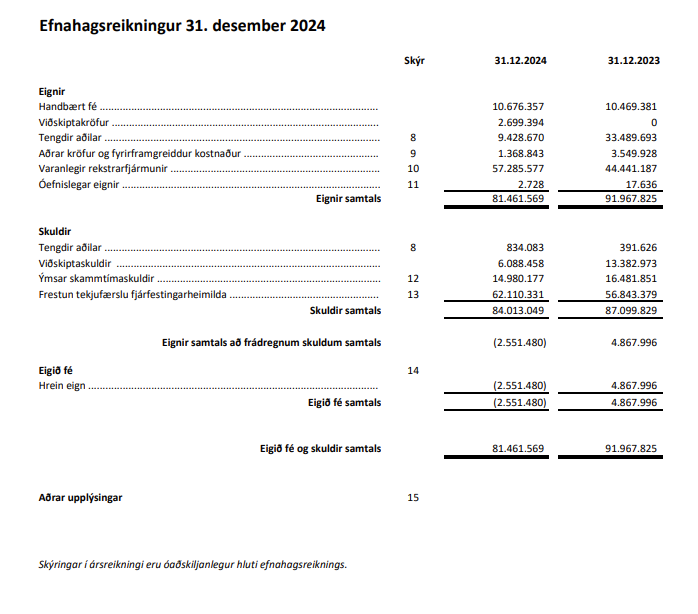 Efnahagsreikningur 31. desember 2024
Skýr 31.12.2024 31.12.2023
Eignir
Handbært fé ........ 10.676.357 10.469.381
Viðskiptakröfur ........ 2.699.394 0
Tengdir aðilar ........ 8 9.428.670 33.489.693
Aðrar kröfur og fyrirframgreiddur kostnaður ........ 9 1.368.843 3.549.928
Varanlegir rekstrarfjármunir ........ 10 57.285.577 44.441.187
Óefnislegar eignir ........ 11 2.728 17.636
Eignir samtals 81.461.569 91.967.825
Skuldir
Tengdir aðilar ........ 8 834.083 391.626
Viðskiptaskuldir ........ 6.088.458 13.382.973
Ýmsar skammtímaskuldir ........ 12 14.980.177 16.481.851
Frestun tekjufærslu fjárfestingarheimilda ........ 13 62.110.331 56.843.379
Skuldir samtals 84.013.049 87.099.829
Eignir samtals að frádregnum skuldum samtals (2.551.480) 4.867.996
Eigið fé 14
Hrein eign ........ (2.551.480) 4.867.996
Eigið fé samtals (2.551.480) 4.867.996
Eigið fé og skuldir samtals 81.461.569 91.967.825
Aðrar upplýsingar 15
Skýringar í ársreikningi eru óaðskiljanlegur hluti efnahagsreiknings.